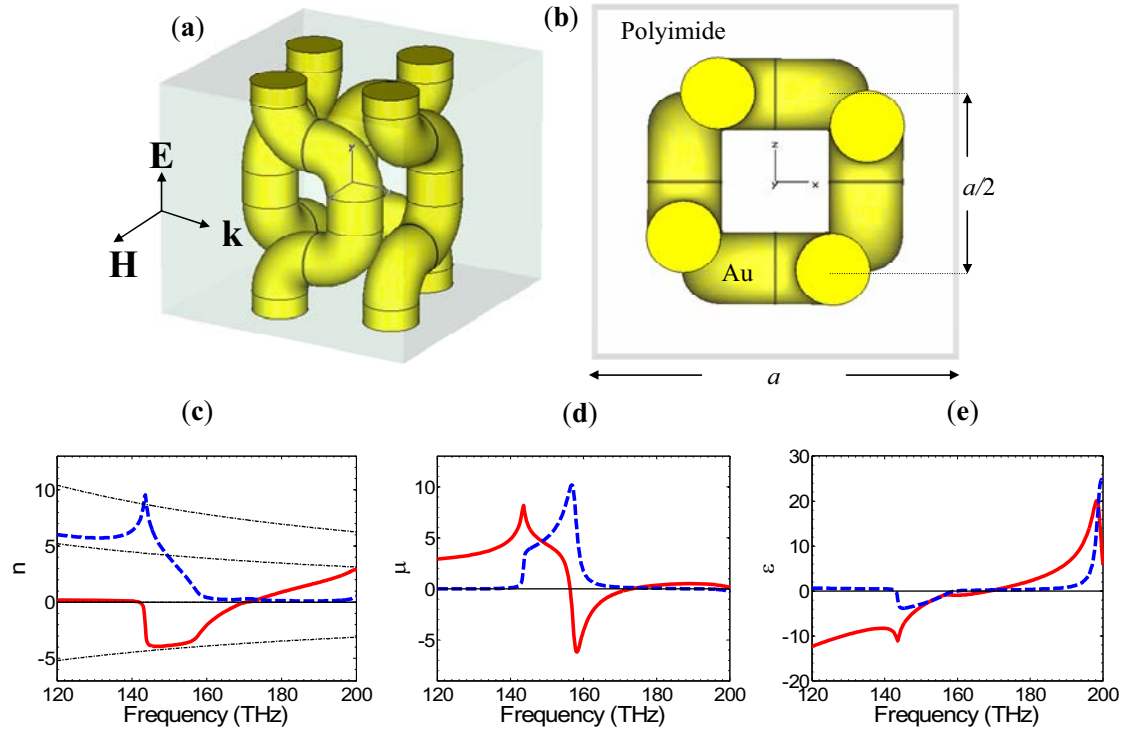 (a)
E
k
H
y
(b)
Polyimide
z
y
x
Au
a/2
a
(c)
10
5
0
-5
n
120 140 160 180 200
Frequency (THz)
(d)
10
5
0
-5
μ
120 140 160 180 200
Frequency (THz)
(e)
30
20
10
0
-10
-20
ε
120 140 160 180 200
Frequency (THz)